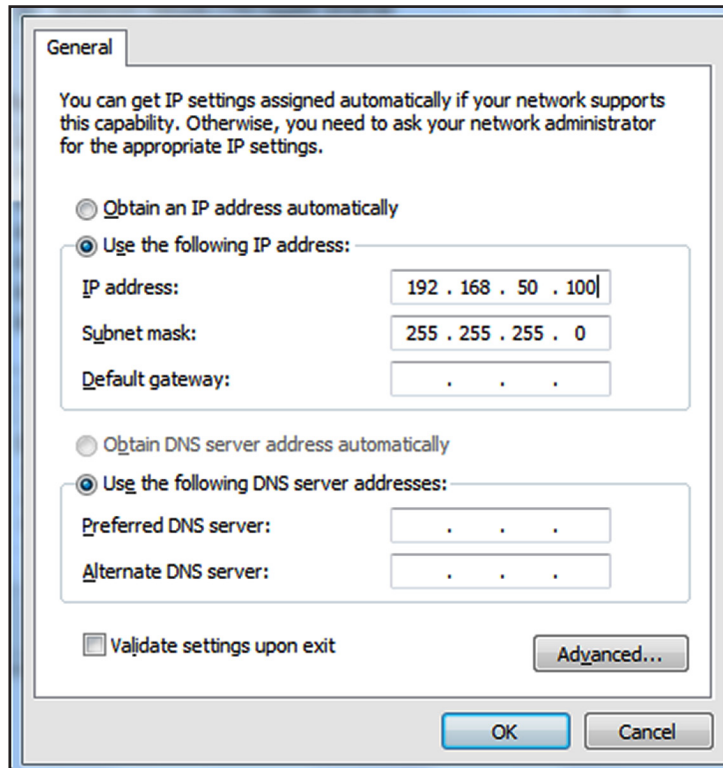 General
You can get IP settings assigned automatically if your network supports
this capability. Otherwise, you need to ask your network administrator
for the appropriate IP settings.
Obtain an IP address automatically
Use the following IP address:
IP address: 192 . 168 . 50 . 100
Subnet mask: 255 . 255 . 255 . 0
Default gateway: . . .
Obtain DNS server address automatically
Use the following DNS server addresses:
Preferred DNS server: . . .
Alternate DNS server: . . .
Validate settings upon exit
Advanced...
OK Cancel